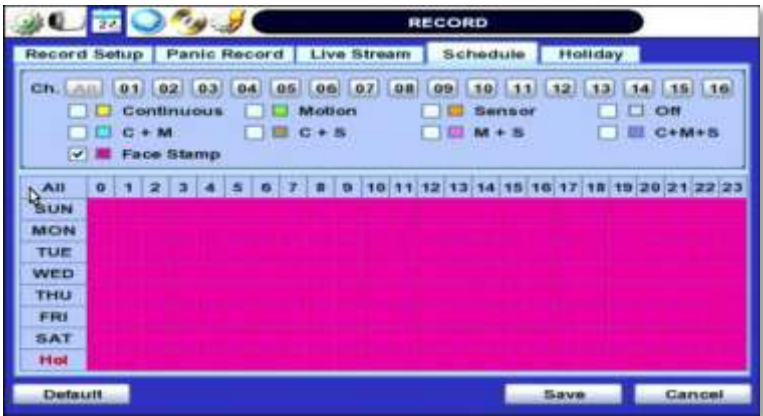 27 RECORD
Record Setup Panic Record Live Stream Schedule Holiday
Ch. All 01 02 03 04 05 06 07 08 09 10 11 12 13 14 15 16
Continuous Motion Sensor Off
C + M C + S M + S C+M+S
Face Stamp
All 0 1 2 3 4 5 6 7 8 9 10 11 12 13 14 15 16 17 18 19 20 21 22 23
SUN
MON
TUE
WED
THU
FRI
SAT
Hol
Default Save Cancel